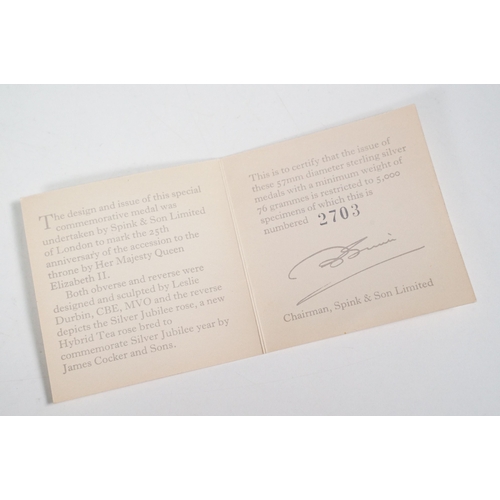 The design and issue of this special
commemorative medal was
undertaken by Spink & Son Limited
of London to mark the 25th
anniversary of the accession to the
throne by Her Majesty Queen
Elizabeth II.
Both obverse and reverse were
designed and sculpted by Leslie
Durbin, CBE, MVO and the reverse
depicts the Silver Jubilee rose, a new
Hybrid Tea rose bred to
commemorate Silver Jubilee year by
James Cocker and Sons.
This is to certify that the issue of
these 57mm diameter sterling silver
medals with a minimum weight of
76 grammes is restricted to 5,000
specimens of which this is
numbered 2703
Chairman, Spink & Son Limited